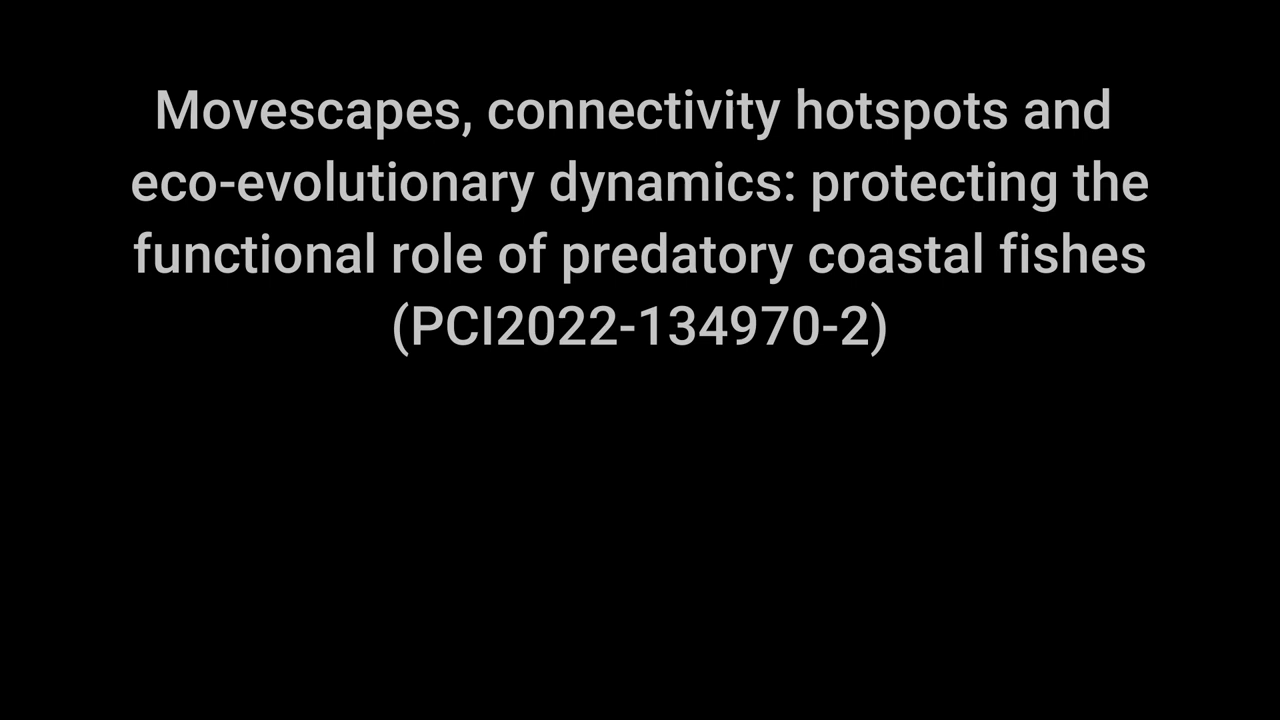 Movescapes, connectivity hotspots and
eco-evolutionary dynamics: protecting the
functional role of predatory coastal fishes
(PCI2022-134970-2)